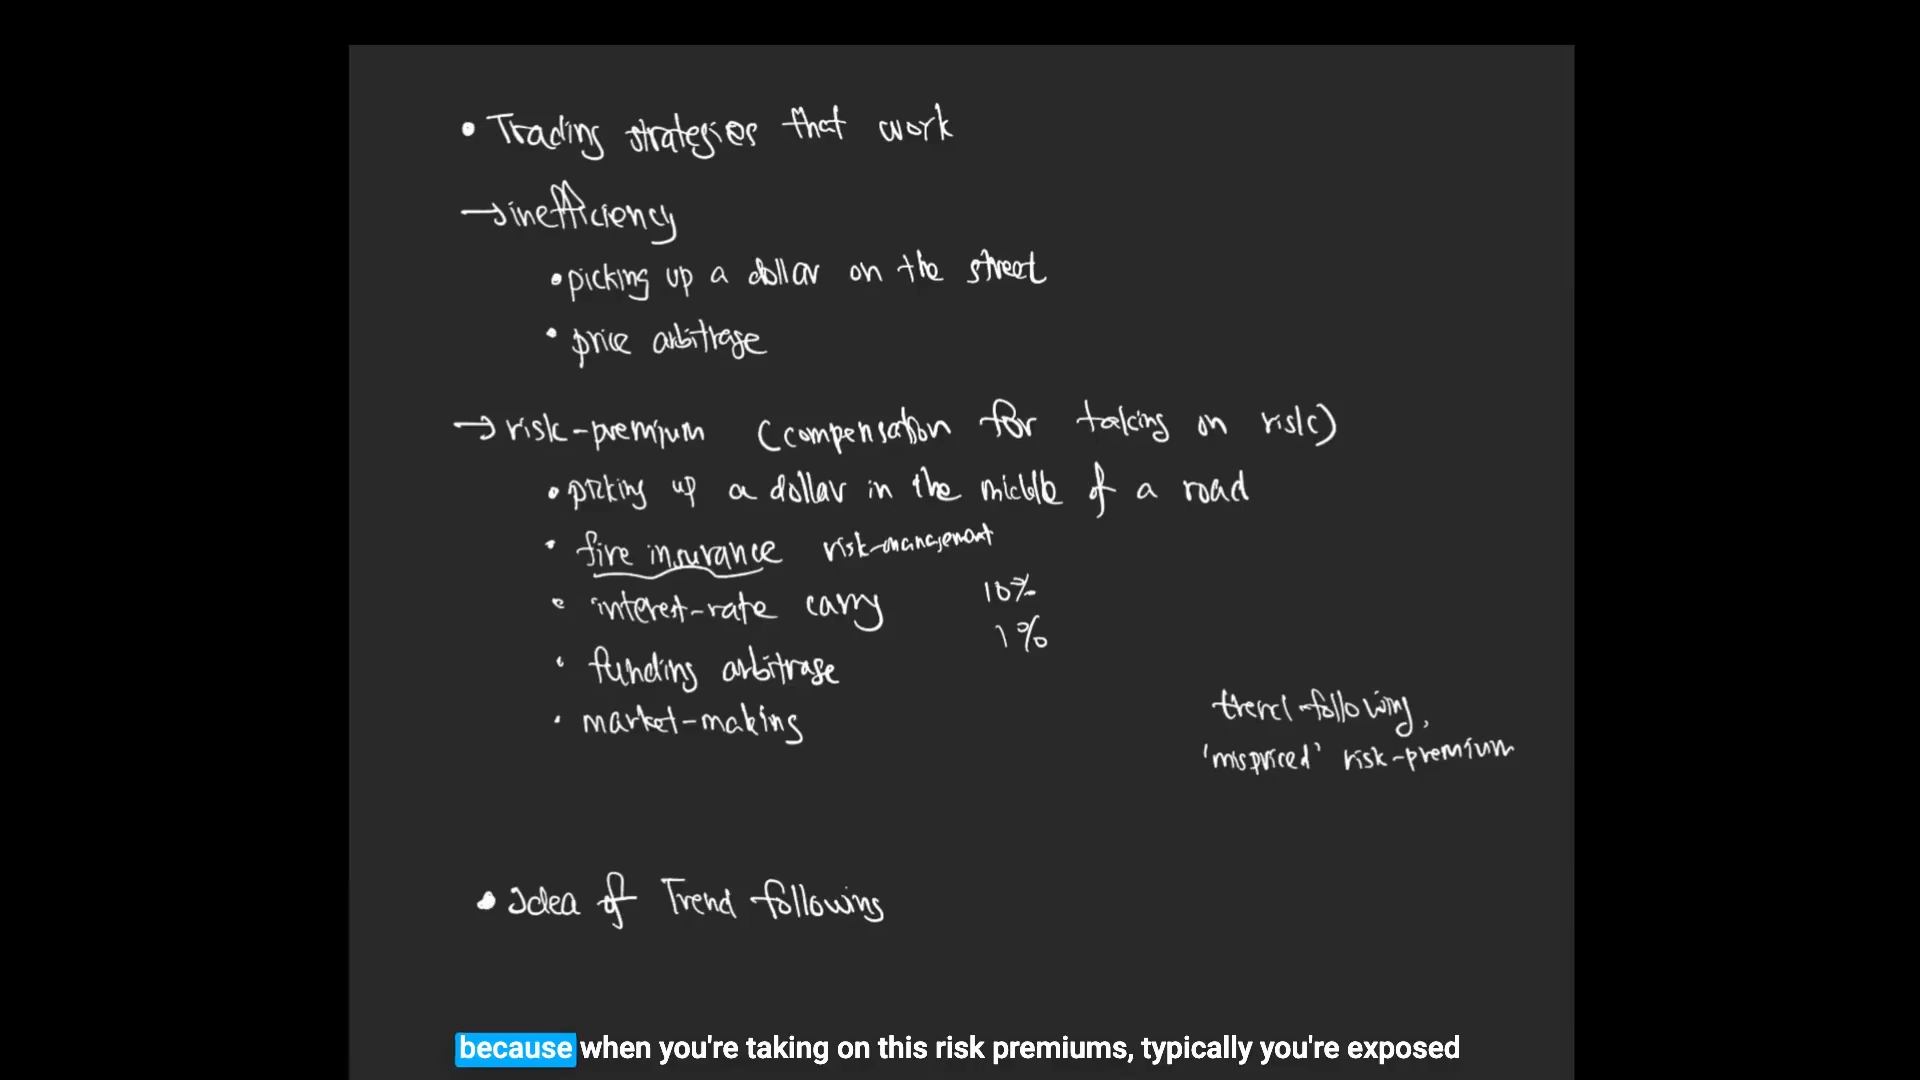 • Trading strategies that work
→ inefficiency
• picking up a dollar on the street
• price arbitrage
→ risk-premium (compensation for taking on risk)
• picking up a dollar in the middle of a road
• fire insurance risk-management
• interest-rate carry 10%
1%
• funding arbitrage
• market-making
trend-following,
'mispriced' risk-premium
• Idea of Trend following
because when you're taking on this risk premiums, typically you're exposed